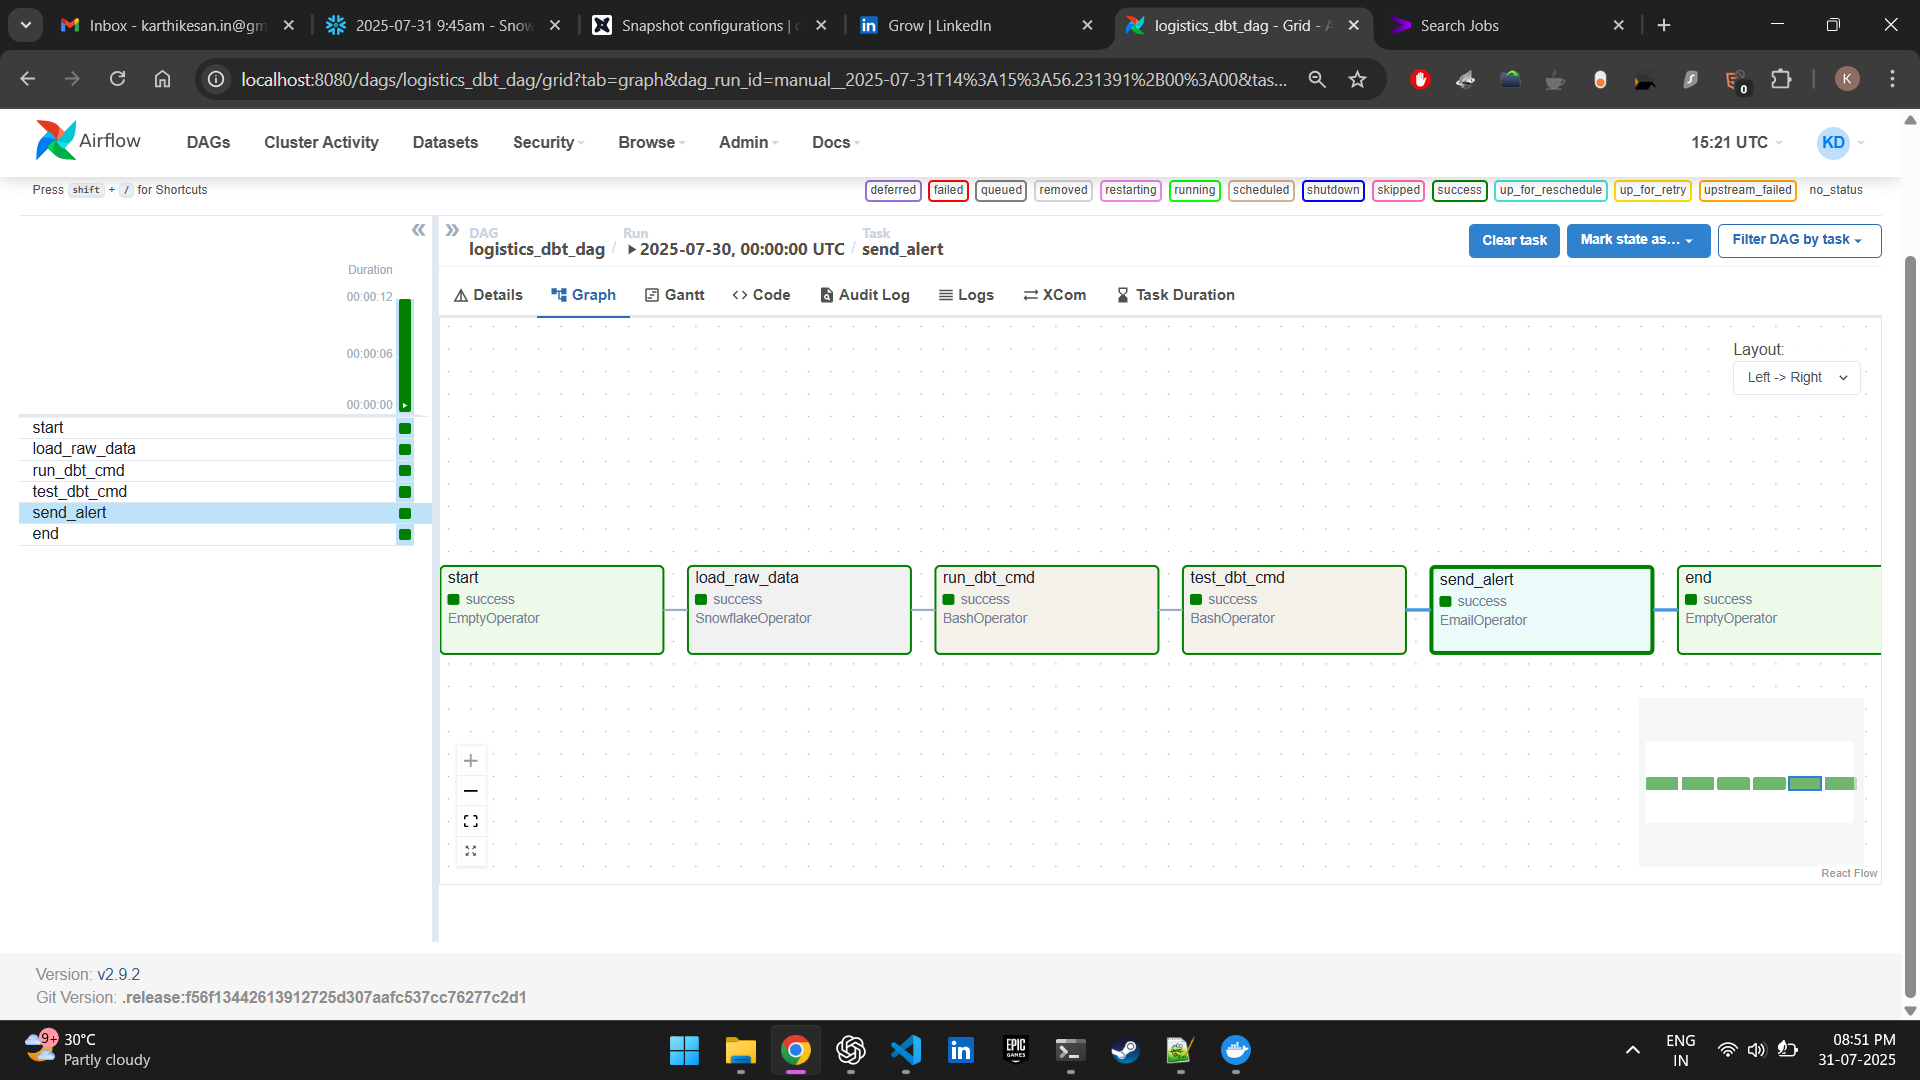 Inbox - karthikesan.in@gm
2025-07-31 9:45am - Snow
Snapshot configurations |
Grow | LinkedIn
logistics_dbt_dag - Grid - A
Search Jobs
localhost:8080/dags/logistics_dbt_dag/grid?tab=graph&dag_run_id=manual__2025-07-31T14%3A15%3A56.231391%2B00%3A00&tas...
0
K
Airflow
DAGs
Cluster Activity
Datasets
Security
Browse
Admin
Docs
15:21 UTC
KD
Press shift + / for Shortcuts
deferred
failed
queued
removed
restarting
running
scheduled
shutdown
skipped
success
up_for_reschedule
up_for_retry
upstream_failed
no_status
DAG
logistics_dbt_dag
/
Run
2025-07-30, 00:00:00 UTC
/
Task
send_alert
Clear task
Mark state as...
Filter DAG by task
Details
Graph
Gantt
Code
Audit Log
Logs
XCom
Task Duration
Duration
00:00:12
00:00:06
00:00:00
start
load_raw_data
run_dbt_cmd
test_dbt_cmd
send_alert
end
Layout:
Left -> Right
start
success
EmptyOperator
load_raw_data
success
SnowflakeOperator
run_dbt_cmd
success
BashOperator
test_dbt_cmd
success
BashOperator
send_alert
success
EmailOperator
end
success
EmptyOperator
React Flow
Version: v2.9.2
Git Version: .release:f56f13442613912725d307aafc537cc76277c2d1
9+
30°C
Partly cloudy
EPIC
GAMES
ENG
IN
08:51 PM
31-07-2025